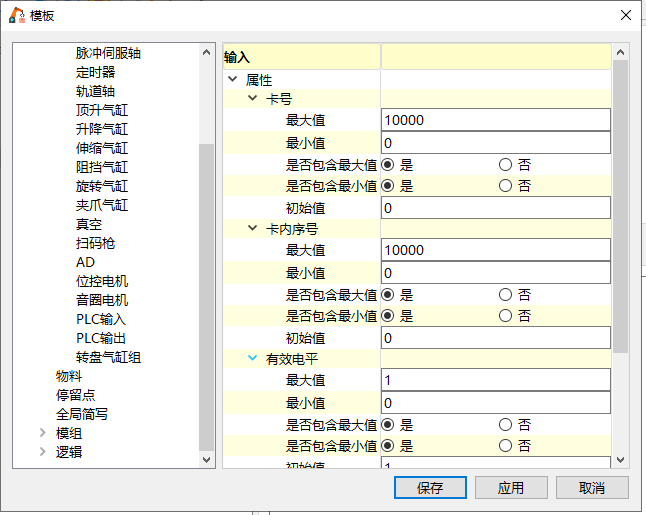 模板
脉冲伺服轴
定时器
轨道轴
顶升气缸
升降气缸
伸缩气缸
阻挡气缸
旋转气缸
夹爪气缸
真空
扫码枪
AD
位控电机
音圈电机
PLC输入
PLC输出
转盘气缸组
物料
停留点
全局简写
模组
逻辑
输入
属性
卡号
最大值 10000
最小值 0
是否包含最大值 是 否
是否包含最小值 是 否
初始值 0
卡内序号
最大值 10000
最小值 0
是否包含最大值 是 否
是否包含最小值 是 否
初始值 0
有效电平
最大值 1
最小值 0
是否包含最大值 是 否
是否包含最小值 是 否
初始值 1
保存 应用 取消